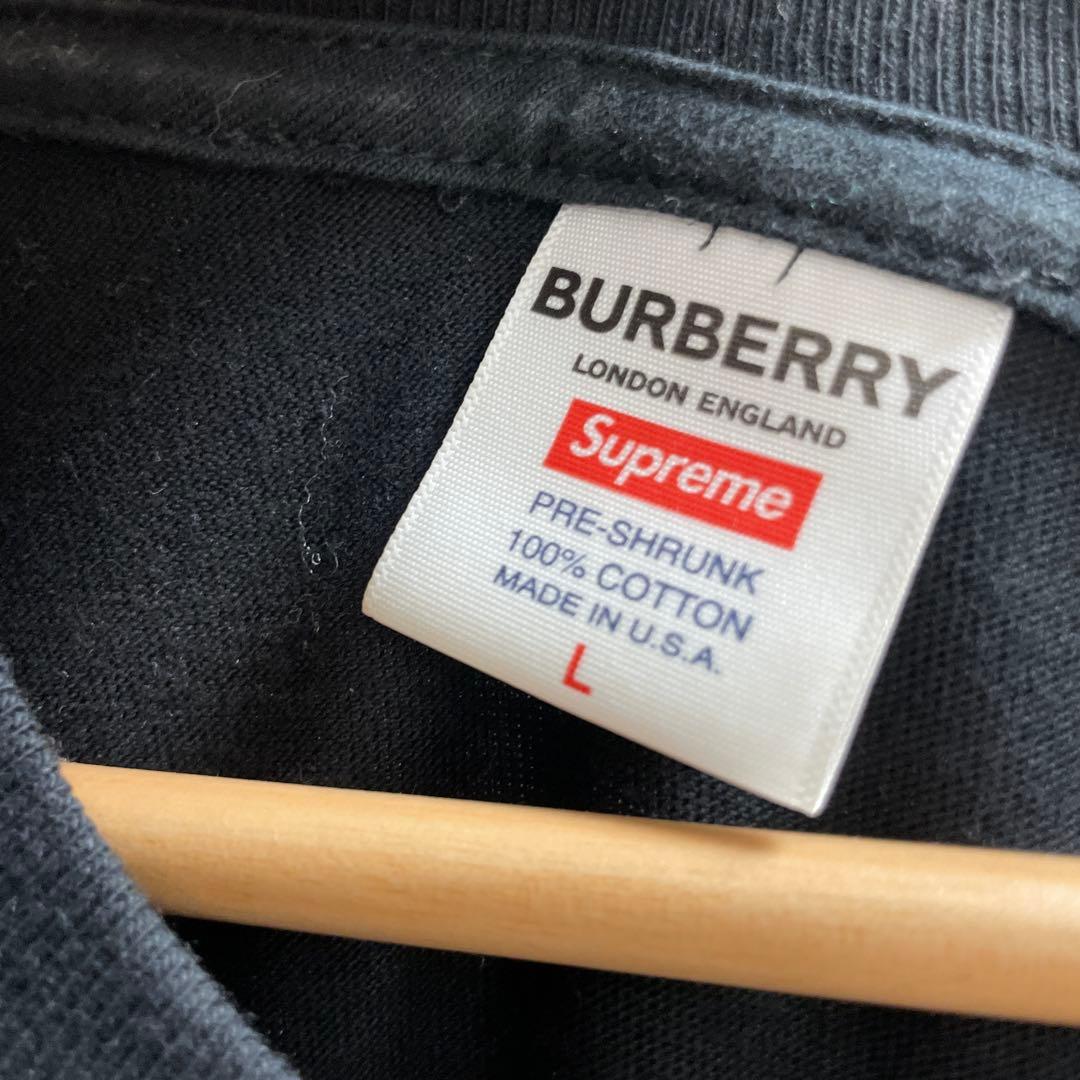 BURBERRY
LONDON ENGLAND
Supreme
PRE-SHRUNK
100% COTTON
MADE IN U.S.A.
L